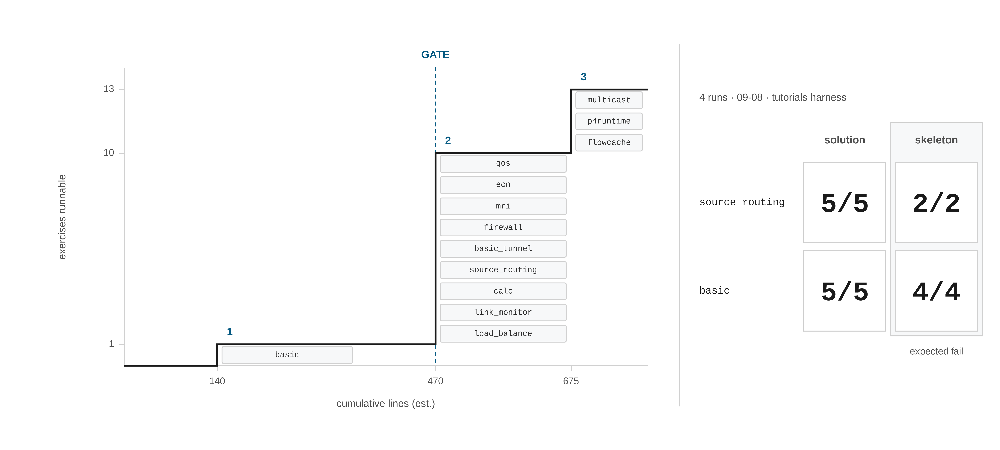 GATE
3
13
multicast
p4runtime
flowcache
2
10
qos
ecn
mri
firewall
basic_tunnel
source_routing
calc
link_monitor
load_balance
1
1
basic
exercises runnable
140
470
675
cumulative lines (est.)
4 runs · 09-08 · tutorials harness
solution
skeleton
source_routing
5/5
2/2
basic
5/5
4/4
expected fail